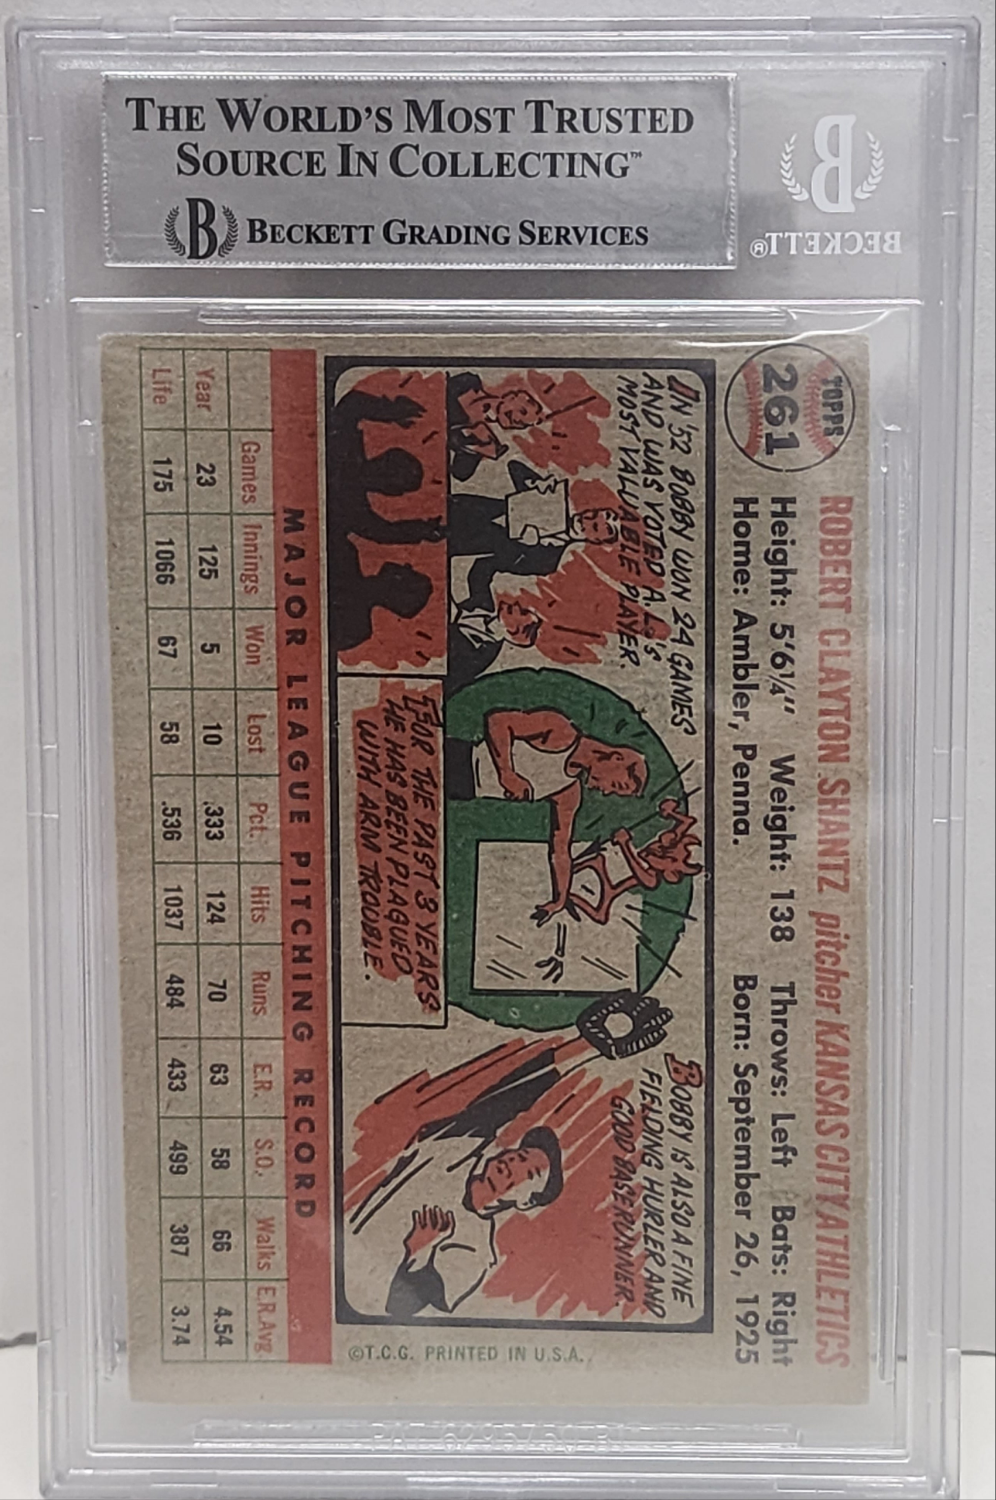 THE WORLD'S MOST TRUSTED
SOURCE IN COLLECTING™
B BECKETT GRADING SERVICES
B
BECKETT®
TOPPS
261
ROBERT CLAYTON SHANTZ pitcher KANSAS CITY ATHLETICS
Height: 5'6¼" Weight: 138 Throws: Left Bats: Right
Home: Ambler, Penna. Born: September 26, 1925
IN '52 BOBBY WON 24 GAMES
AND WAS VOTED A.L.'S
MOST VALUABLE PLAYER.
FOR THE PAST 3 YEARS
HE HAS BEEN PLAGUED
WITH ARM TROUBLE.
BOBBY IS ALSO A FINE
FIELDING HURLER AND
GOOD BASERUNNER
MAJOR LEAGUE PITCHING RECORD
Games Innings Won Lost Pct. Hits Runs E.R. S.O. Walks E.R.Avg.
Year 23 125 5 10 .333 124 70 63 58 66 4.54
Life 175 1066 67 58 .536 1037 484 433 499 387 3.74
©T.C.G. PRINTED IN U.S.A.